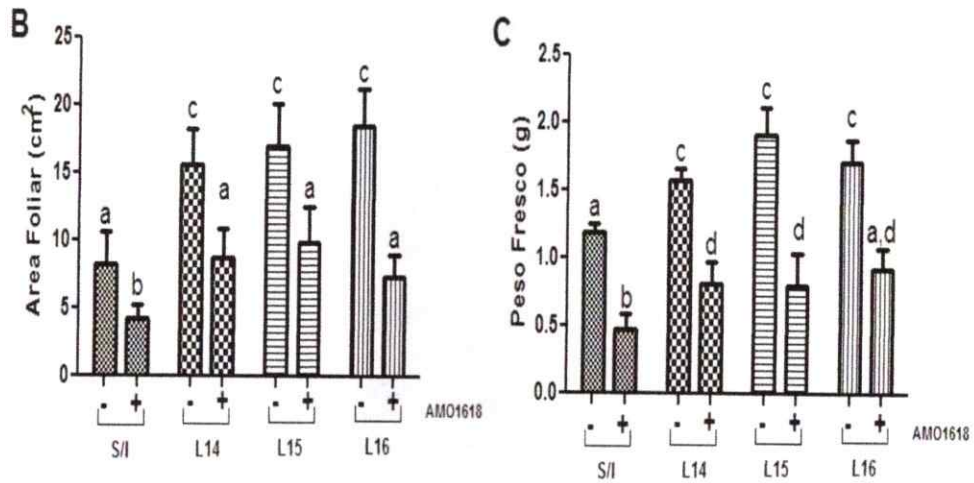 B
Area Foliar (cm²)
25
20
15
10
5
0
a
b
c
a
c
a
c
a
- + - + - + - +
AMO1618
S/I L14 L15 L16
C
Peso Fresco (g)
2.5
2.0
1.5
1.0
0.5
0.0
a
b
c
d
c
d
c
a,d
- + - + - + - +
AMO1618
S/I L14 L15 L16